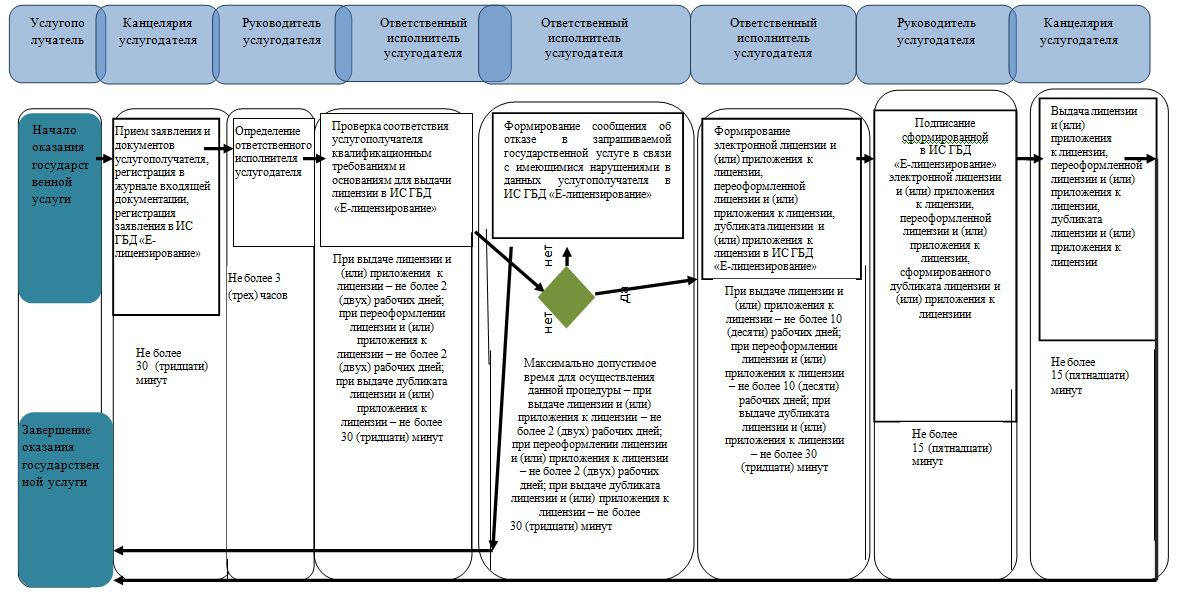 Услугопо
лучатель
Канцелярия
услугодателя
Руководитель
услугодателя
Ответственный
исполнитель
услугодателя
Ответственный
исполнитель
услугодателя
Ответственный
исполнитель
услугодателя
Руководитель
услугодателя
Канцелярия
услугодателя
Начало
оказания
государст
венной
услуги
Завершение
оказания
государствен
ной услуги
Прием заявления и
документов
услугополучателя,
регистрация в
журнале входящей
документации,
регистрация
заявления в ИС
ГБД «Е-
лицензирование»
Не более
30 (тридцати)
минут
Определение
ответственного
исполнителя
услугодателя
Не более 3
(трех) часов
Проверка соответствия
услугополучателя
квалификационным
требованиям и
основаниям для выдачи
лицензии в ИС ГБД
«Е-лицензирование»
При выдаче лицензии и
(или) приложения к
лицензии – не более 2
(двух) рабочих дней;
при переоформлении
лицензии и (или)
приложения к
лицензии – не более 2
(двух) рабочих дней;
при выдаче дубликата
лицензии и (или)
приложения к
лицензии – не более
30 (тридцати) минут
Формирование сообщения об
отказе в запрашиваемой
государственной услуге в связи
с имеющимися нарушениями в
данных услугополучателя в
ИС ГБД «Е-лицензирование»
нет
нет
да
Максимально допустимое
время для осуществления
данной процедуры – при
выдаче лицензии и (или)
приложения к лицензии – не
более 2 (двух) рабочих дней;
при переоформлении лицензии
и (или) приложения к лицензии
– не более 2 (двух) рабочих
дней; при выдаче дубликата
лицензии и (или) приложения к
лицензии – не более
30 (тридцати) минут
Формирование
электронной лицензии и
(или) приложения к
лицензии,
переоформленной
лицензии и (или)
приложения к лицензии,
дубликата лицензии и
(или) приложения к
лицензии в ИС ГБД
«Е-лицензирование»
При выдаче лицензии и
(или) приложения к
лицензии – не более 10
(десяти) рабочих дней;
при переоформлении
лицензии и (или)
приложения к лицензии
– не более 10 (десяти)
рабочих дней; при
выдаче дубликата
лицензии и (или)
приложения к лицензии
– не более 30
(тридцати) минут
Подписание
сформированной
в ИС ГБД
«Е-лицензирование»
электронной лицензии
и (или) приложения
к лицензии,
переоформленной
лицензии и (или)
приложения к
лицензии,
сформированного
дубликата лицензии и
(или) приложения к
лицензиии
Не более
15 (пятнадцати)
минут
Выдача лицензии
и (или)
приложения
к лицензии,
переоформленной
лицензии и (или)
приложения к
лицензии,
дубликата
лицензии и (или)
приложения к
лицензии
Не более
15 (пятнадцати)
минут